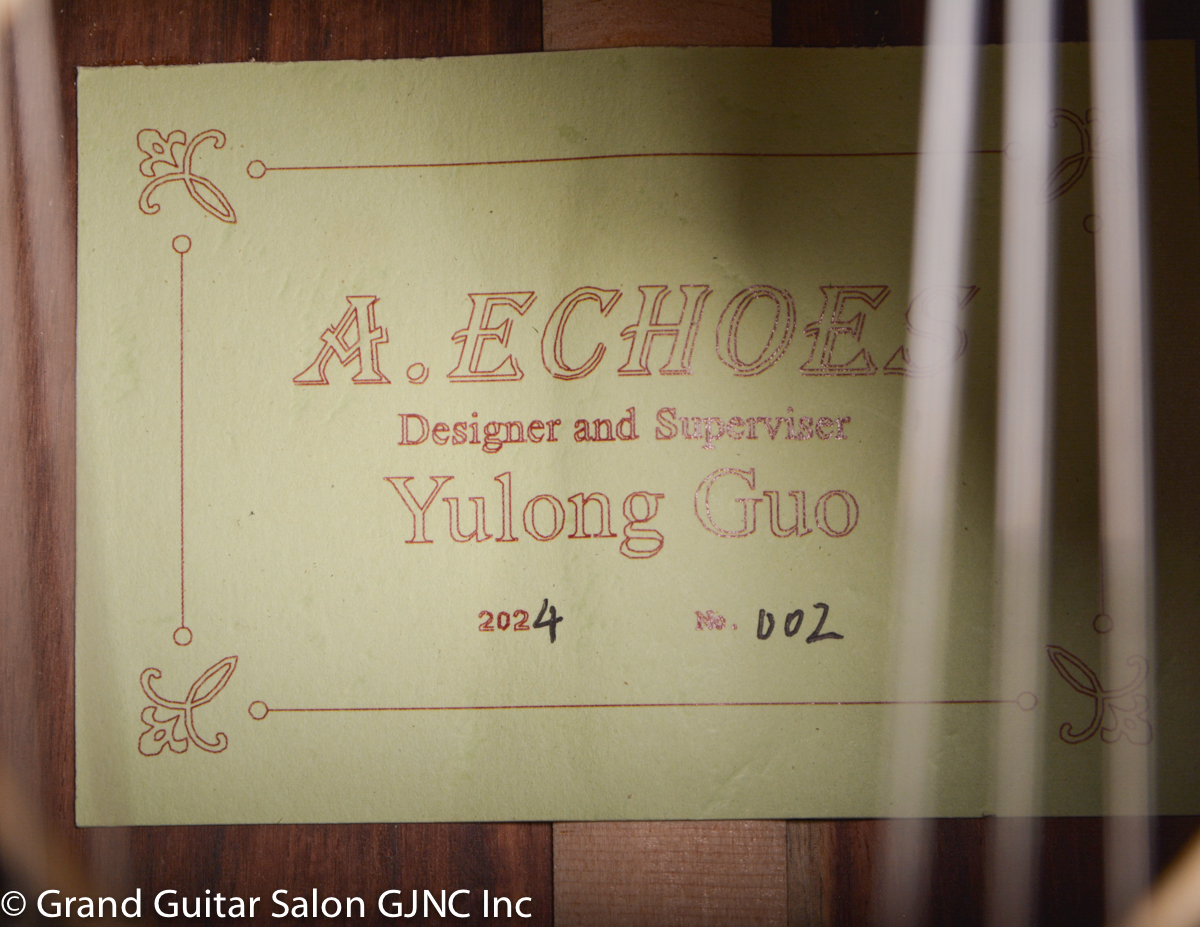 A. ECHOES
Designer and Superviser
Yulong Guo
2024 No. 002
© Grand Guitar Salon GJNC Inc